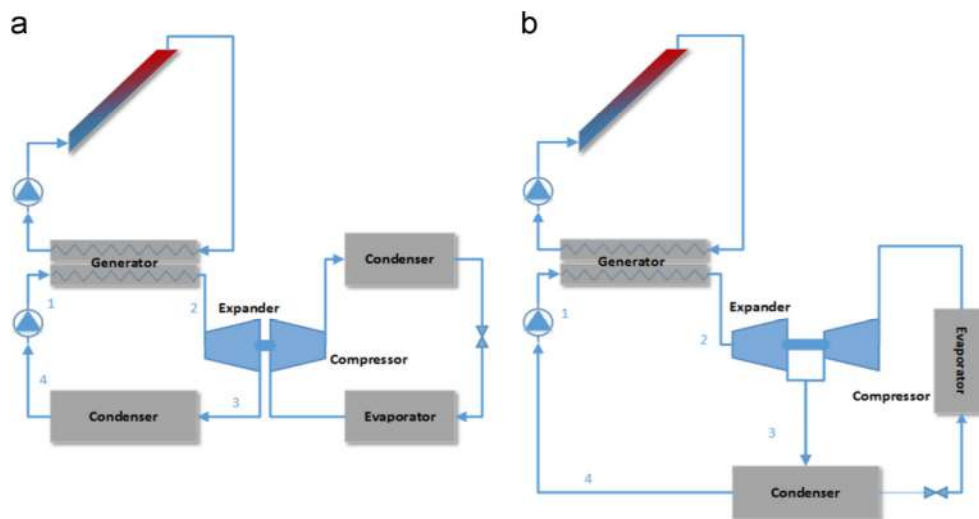 a
b
Generator
Condenser
1
2
Expander
Compressor
4
3
Condenser
Evaporator
Generator
1
2
Expander
Compressor
Evaporator
3
4
Condenser